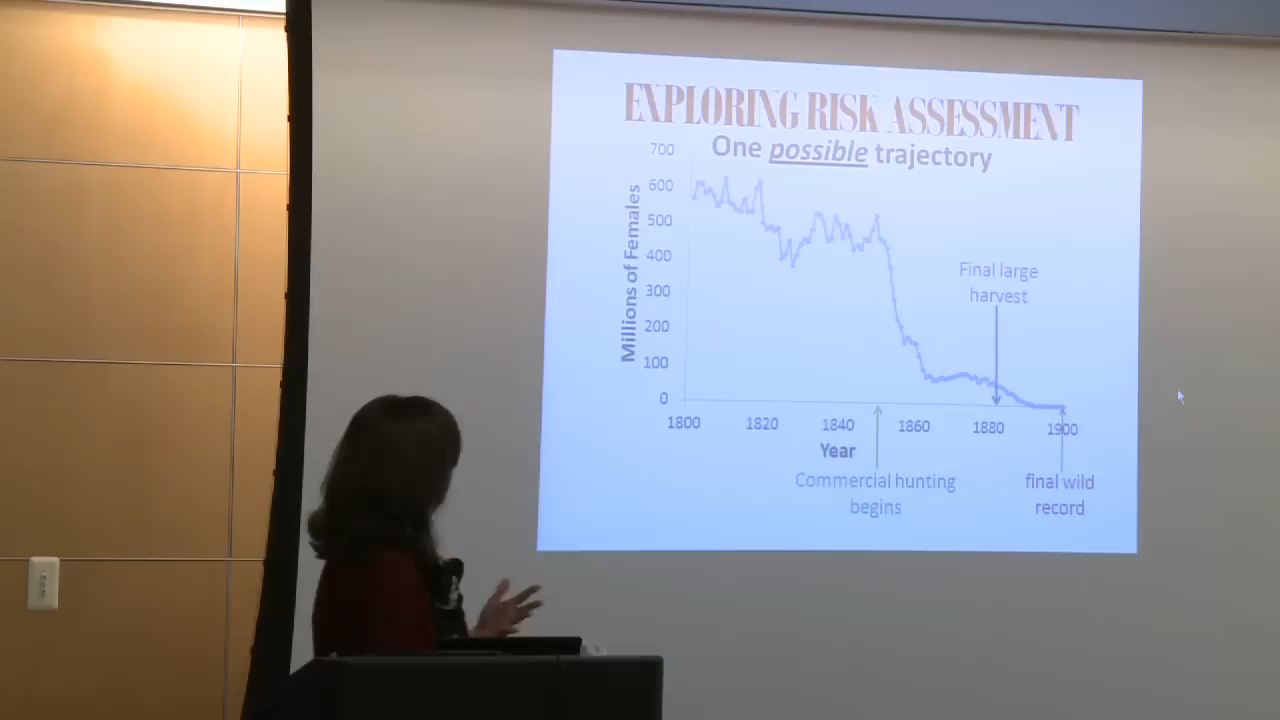 EXPLORING RISK ASSESSMENT
One possible trajectory
Millions of Females
700
600
500
400
300
200
100
0
1800 1820 1840 1860 1880 1900
Year
Final large
harvest
Commercial hunting
begins
final wild
record